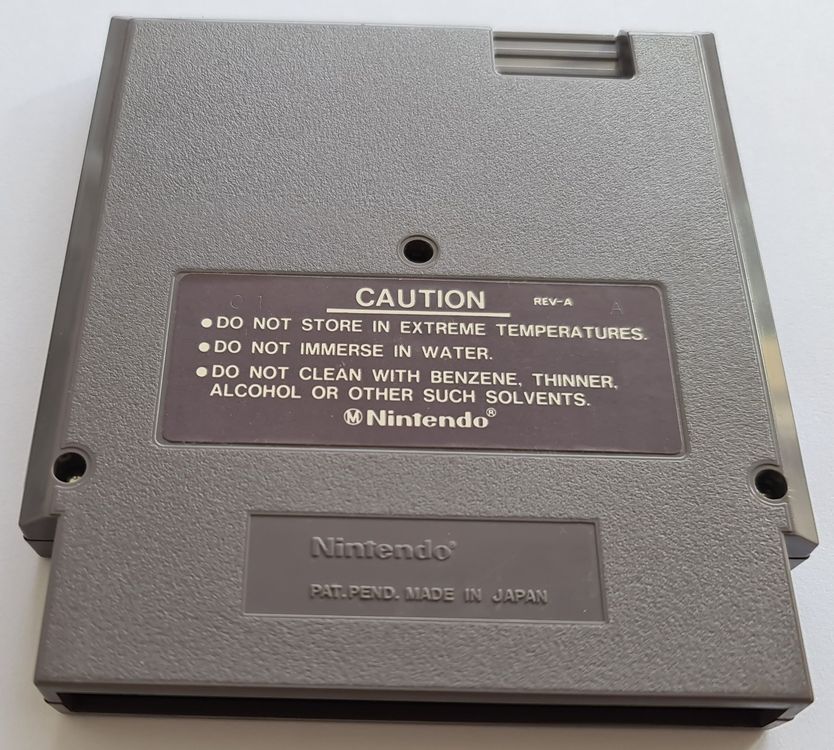 C 1 CAUTION REV-A A
●DO NOT STORE IN EXTREME TEMPERATURES.
●DO NOT IMMERSE IN WATER.
●DO NOT CLEAN WITH BENZENE, THINNER,
ALCOHOL OR OTHER SUCH SOLVENTS.
Ⓜ Nintendo®
Nintendo®
PAT.PEND. MADE IN JAPAN